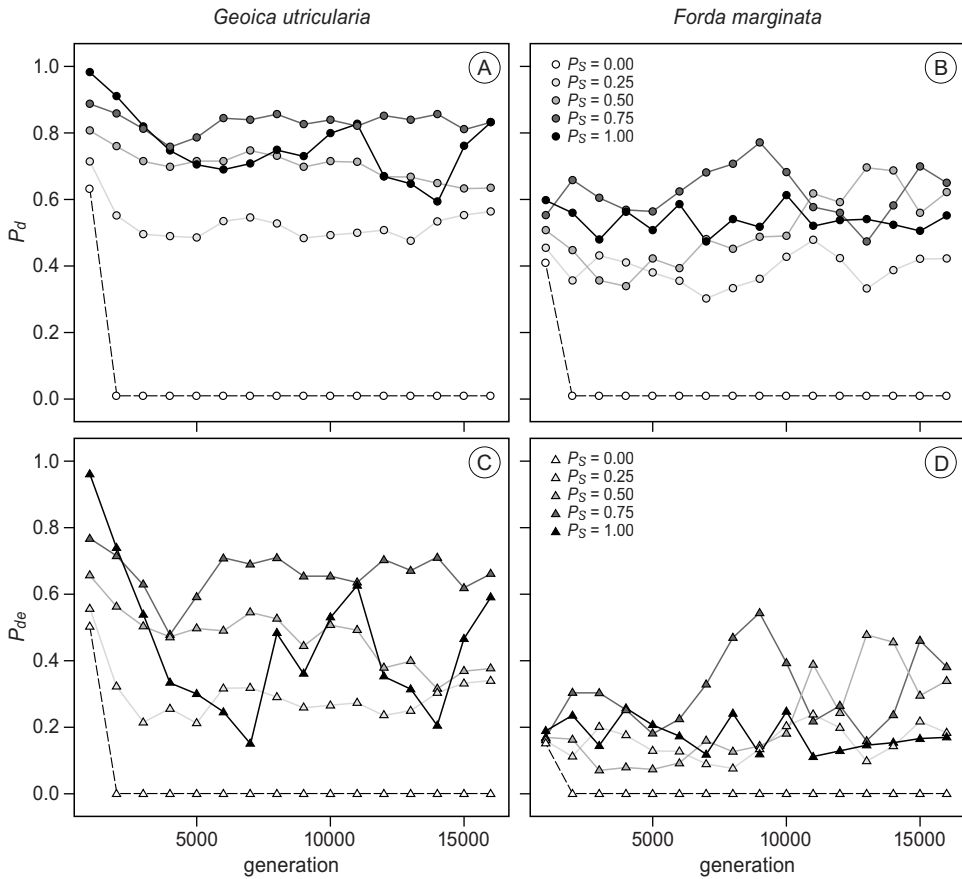 Geoica utricularia
Forda marginata
A
B
1.0
0.8
0.6
0.4
0.2
0.0
Pd
PS = 0.00
PS = 0.25
PS = 0.50
PS = 0.75
PS = 1.00
C
D
1.0
0.8
0.6
0.4
0.2
0.0
Pde
PS = 0.00
PS = 0.25
PS = 0.50
PS = 0.75
PS = 1.00
5000 10000 15000
generation
5000 10000 15000
generation